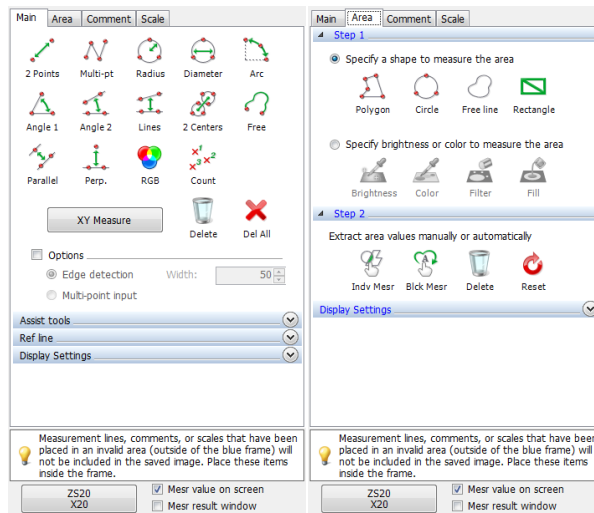 Main Area Comment Scale
2 Points Multi-pt Radius Diameter Arc
Angle 1 Angle 2 Lines 2 Centers Free
Parallel Perp. RGB Count
XY Measure Delete Del All
Options
Edge detection Width: 50
Multi-point input
Assist tools
Ref line
Display Settings
Measurement lines, comments, or scales that have been
placed in an invalid area (outside of the blue frame) will
not be included in the saved image. Place these items
inside the frame.
ZS20
X20
Mesr value on screen
Mesr result window
Main Area Comment Scale
Step 1
Specify a shape to measure the area
Polygon Circle Free line Rectangle
Specify brightness or color to measure the area
Brightness Color Filter Fill
Step 2
Extract area values manually or automatically
Indv Mesr Blck Mesr Delete Reset
Display Settings
Measurement lines, comments, or scales that have been
placed in an invalid area (outside of the blue frame) will
not be included in the saved image. Place these items
inside the frame.
ZS20
X20
Mesr value on screen
Mesr result window